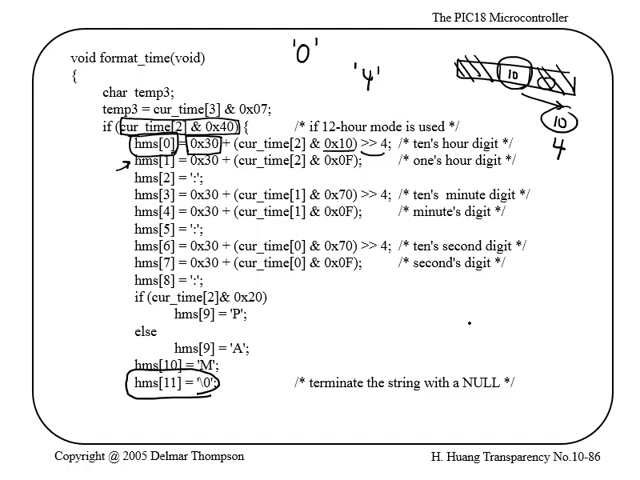 The PIC18 Microcontroller
'0'
'4'
10
10
4
void format_time(void)
{
char temp3;
temp3 = cur_time[3] & 0x07;
if (cur_time[2] & 0x40) { /* if 12-hour mode is used */
hms[0] = 0x30 + (cur_time[2] & 0x10) >> 4; /* ten's hour digit */
hms[1] = 0x30 + (cur_time[2] & 0x0F); /* one's hour digit */
hms[2] = ':';
hms[3] = 0x30 + (cur_time[1] & 0x70) >> 4; /* ten's minute digit */
hms[4] = 0x30 + (cur_time[1] & 0x0F); /* minute's digit */
hms[5] = ':';
hms[6] = 0x30 + (cur_time[0] & 0x70) >> 4; /* ten's second digit */
hms[7] = 0x30 + (cur_time[0] & 0x0F); /* second's digit */
hms[8] = ':';
if (cur_time[2]& 0x20)
hms[9] = 'P';
else
hms[9] = 'A';
hms[10] = 'M';
hms[11] = '\0'; /* terminate the string with a NULL */
Copyright @ 2005 Delmar Thompson H. Huang Transparency No.10-86